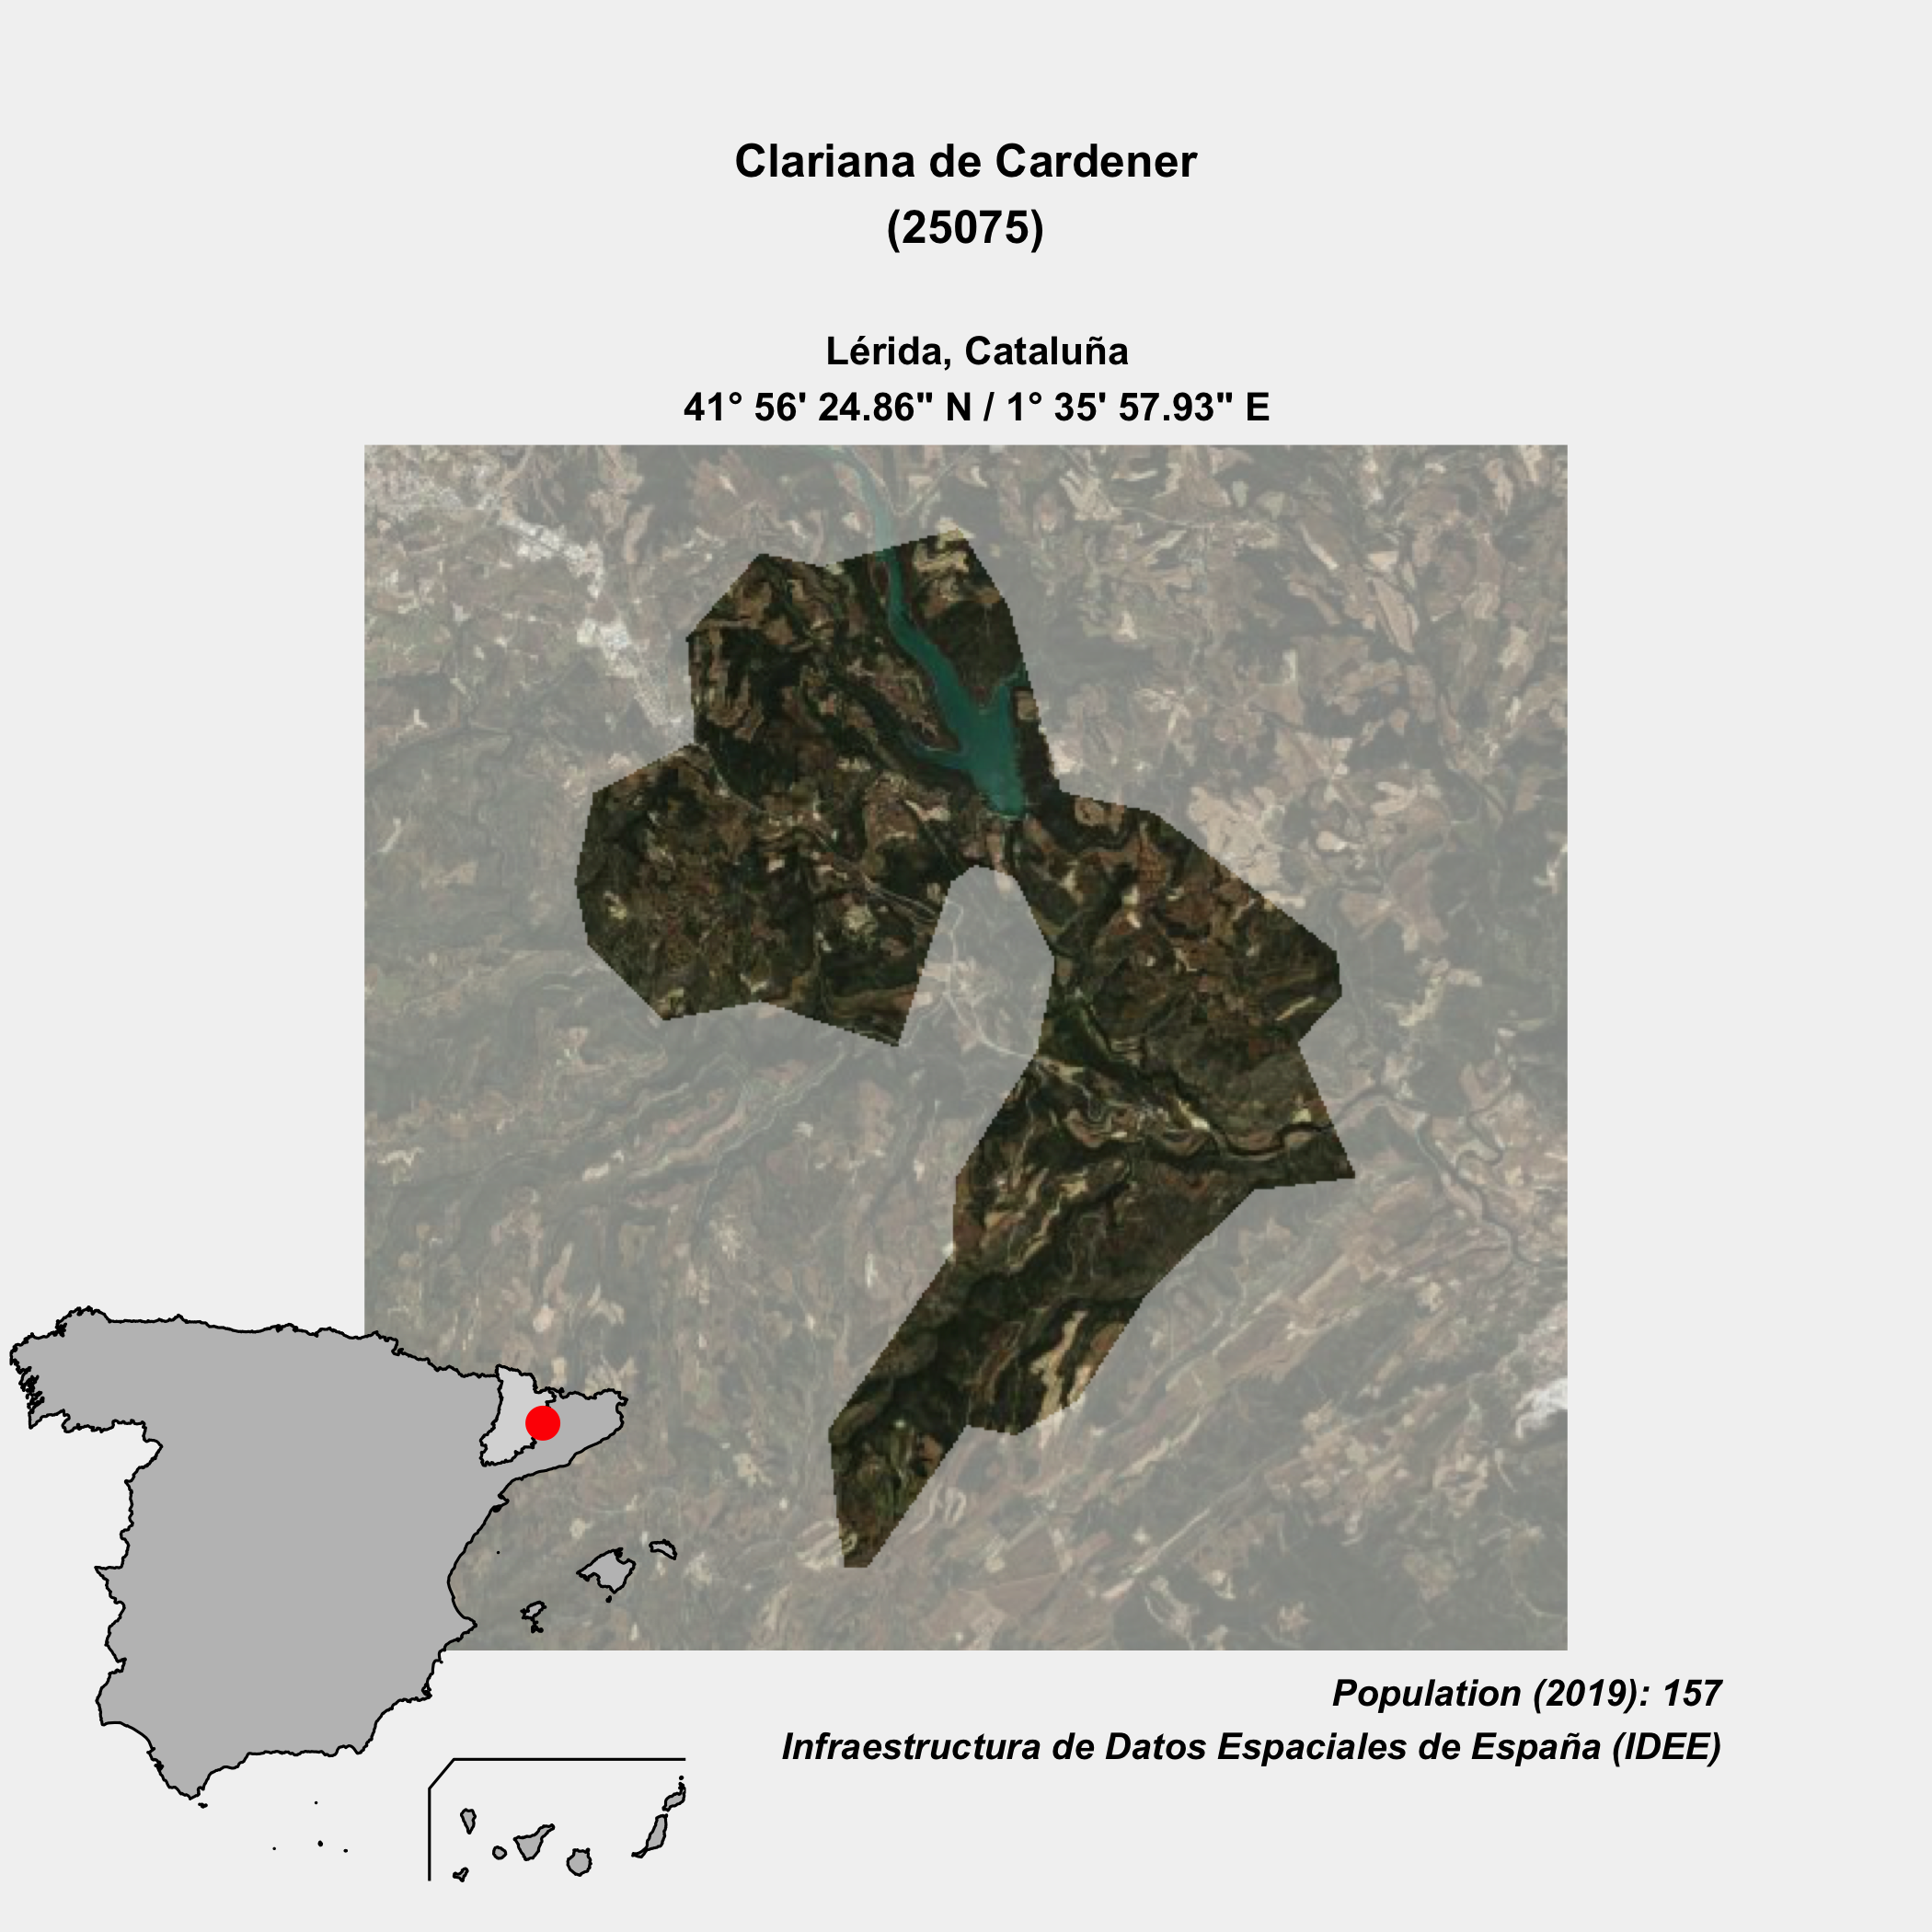 Clariana de Cardener
(25075)
Lérida, Cataluña
41° 56' 24.86" N / 1° 35' 57.93" E
Population (2019): 157
Infraestructura de Datos Espaciales de España (IDEE)